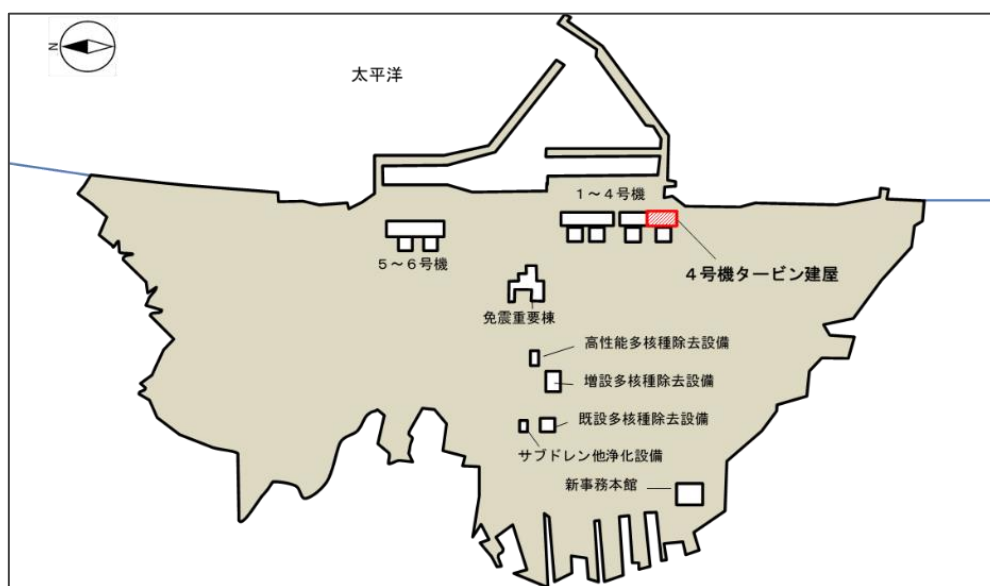 N
太平洋
1～4号機
5～6号機
4号機タービン建屋
免震重要棟
高性能多核種除去設備
増設多核種除去設備
既設多核種除去設備
サブドレン他浄化設備
新事務本館